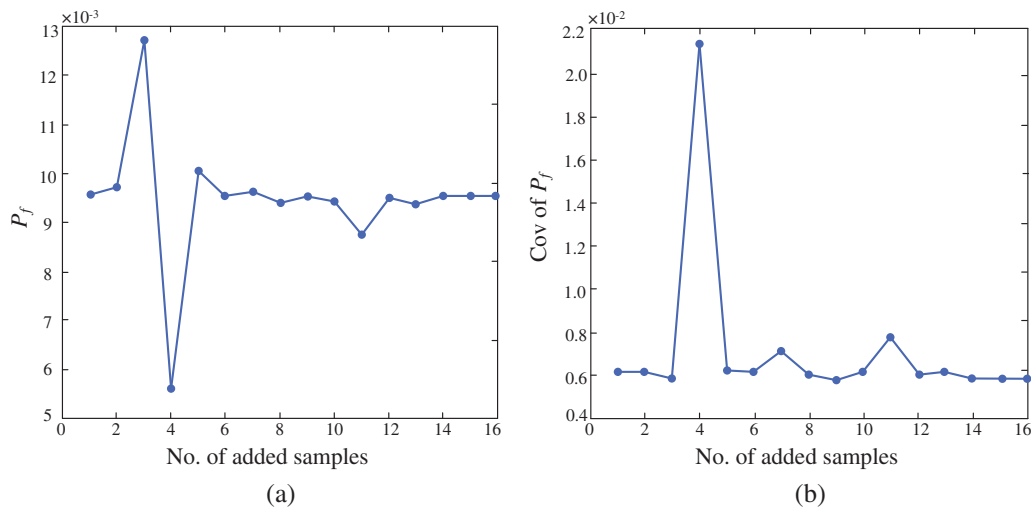 ×10⁻³
13
12
11
10
9
8
7
6
5
0 2 4 6 8 10 12 14 16
P_f
No. of added samples
(a)
×10⁻²
2.2
2.0
1.8
1.6
1.4
2.2
1.0
0.8
0.6
0.4
0 2 4 6 8 10 12 14 16
Cov of P_f
No. of added samples
(b)